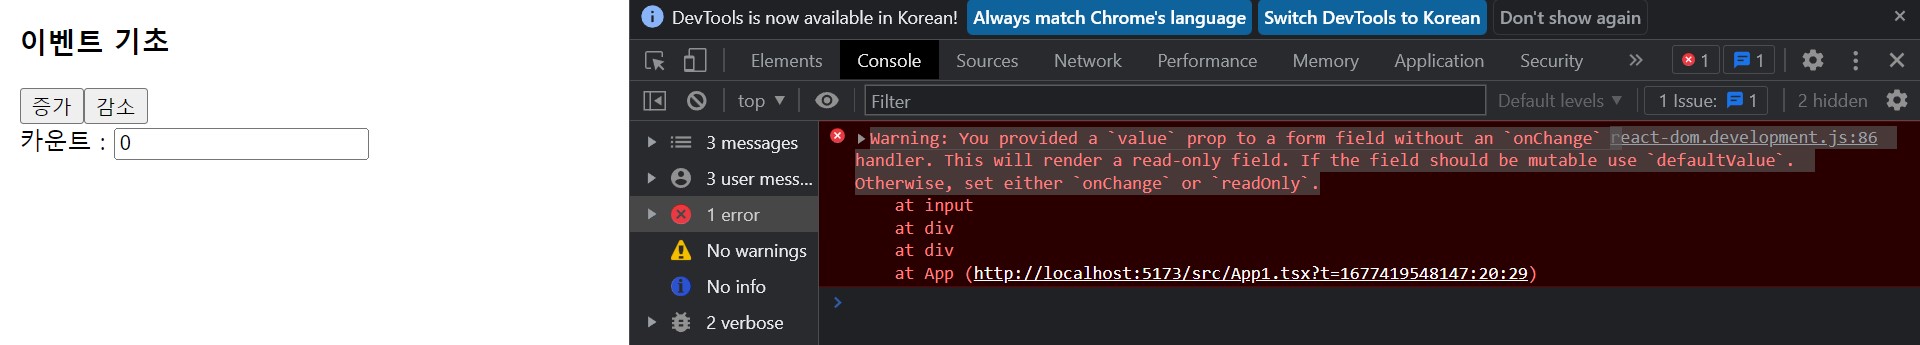 이벤트 기초
증가 감소
카운트 : 0
DevTools is now available in Korean! Always match Chrome's language Switch DevTools to Korean Don't show again
Elements Console Sources Network Performance Memory Application Security 1 1
top Filter Default levels 1 Issue: 1 2 hidden
3 messages
3 user mess...
1 error
No warnings
No info
2 verbose
Warning: You provided a `value` prop to a form field without an `onChange` react-dom.development.js:86
handler. This will render a read-only field. If the field should be mutable use `defaultValue`.
Otherwise, set either `onChange` or `readOnly`.
at input
at div
at div
at App (http://localhost:5173/src/App1.tsx?t=1677419548147:20:29)